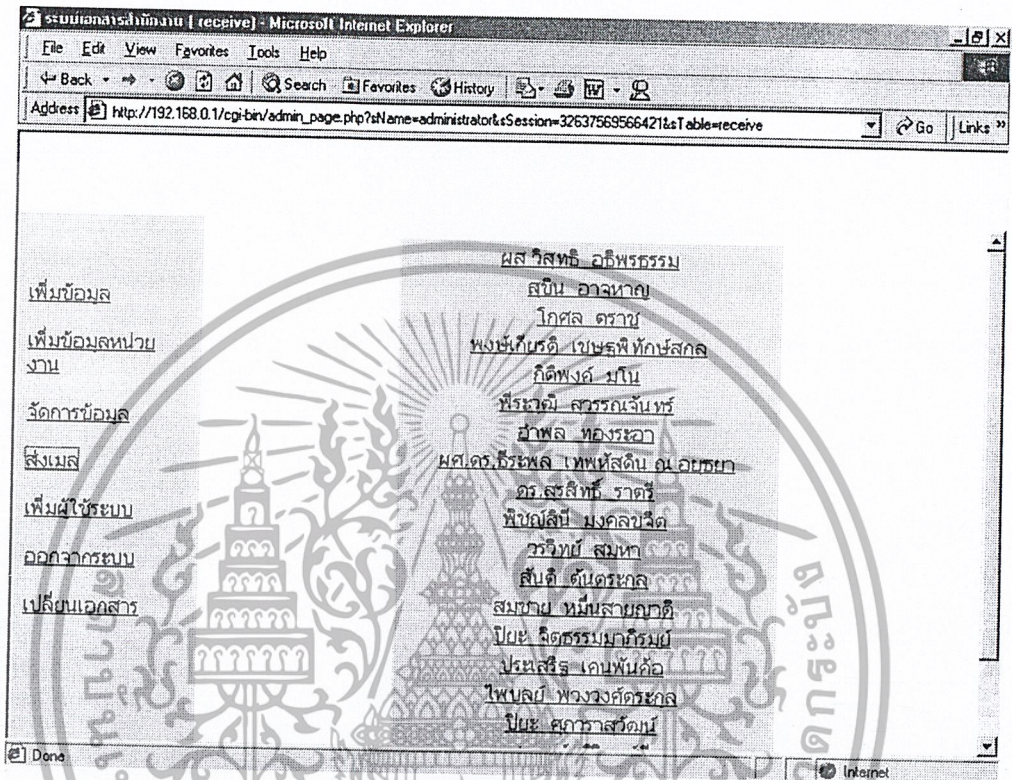 ระบบเอกสารสำนักงาน [ receive] - Microsoft Internet Explorer
File Edit View Favorites Tools Help
Back Search Favorites History
Address http://192.168.0.1/cgi-bin/admin_page.php?sName=administrator&sSession=32637569566421&sTable=receive Go Links »
เพิ่มข้อมูล
เพิ่มข้อมูลหน่วย
งาน
จัดการข้อมูล
ส่งเมล
เพิ่มผู้ใช้ระบบ
ออกจากระบบ
เปลี่ยนเอกสาร
ผส วิสุทธิ อธิพรธรรม
สุขิน อาจหาญ
โกศล ตราชู
พงษ์เกียรติ เชษฐพิทักษ์สกุล
กิติพงศ์ มโน
พีระวุฒิ สุวรรณจันทร์
อำพล ทองระอา
ผศ.ดร.ธีระพล เทพหัสดิน ณ อยุธยา
ดร.สุรสิทธิ์ ราตรี
พิชญ์สินี มงคลขจิต
วรวิทย์ สมหา
สันติ ตันตระกูล
สมชาย หมื่นสายญาติ
ปิยะ จิตธรรมมาภิรมย์
ประเสริฐ เคนพันค้อ
ไพบูลย์ พวงวงศ์ตระกูล
ปิยะ ศุภวราสุวัฒน์
Done
Internet